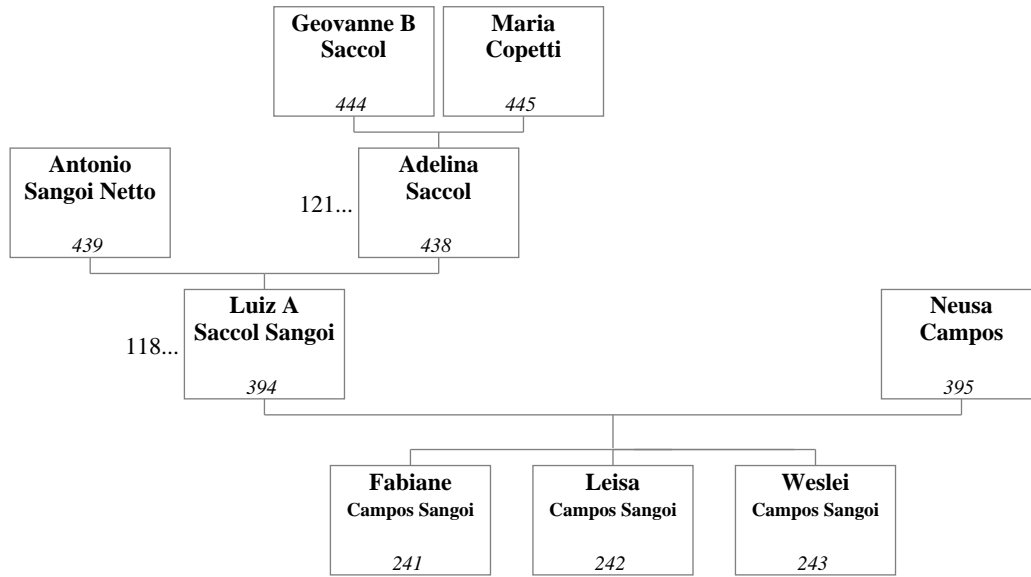 Geovanne B
Saccol
444
Maria
Copetti
445
Antonio
Sangoi Netto
439
121...
Adelina
Saccol
438
118...
Luiz A
Saccol Sangoi
394
Neusa
Campos
395
Fabiane
Campos Sangoi
241
Leisa
Campos Sangoi
242
Weslei
Campos Sangoi
243